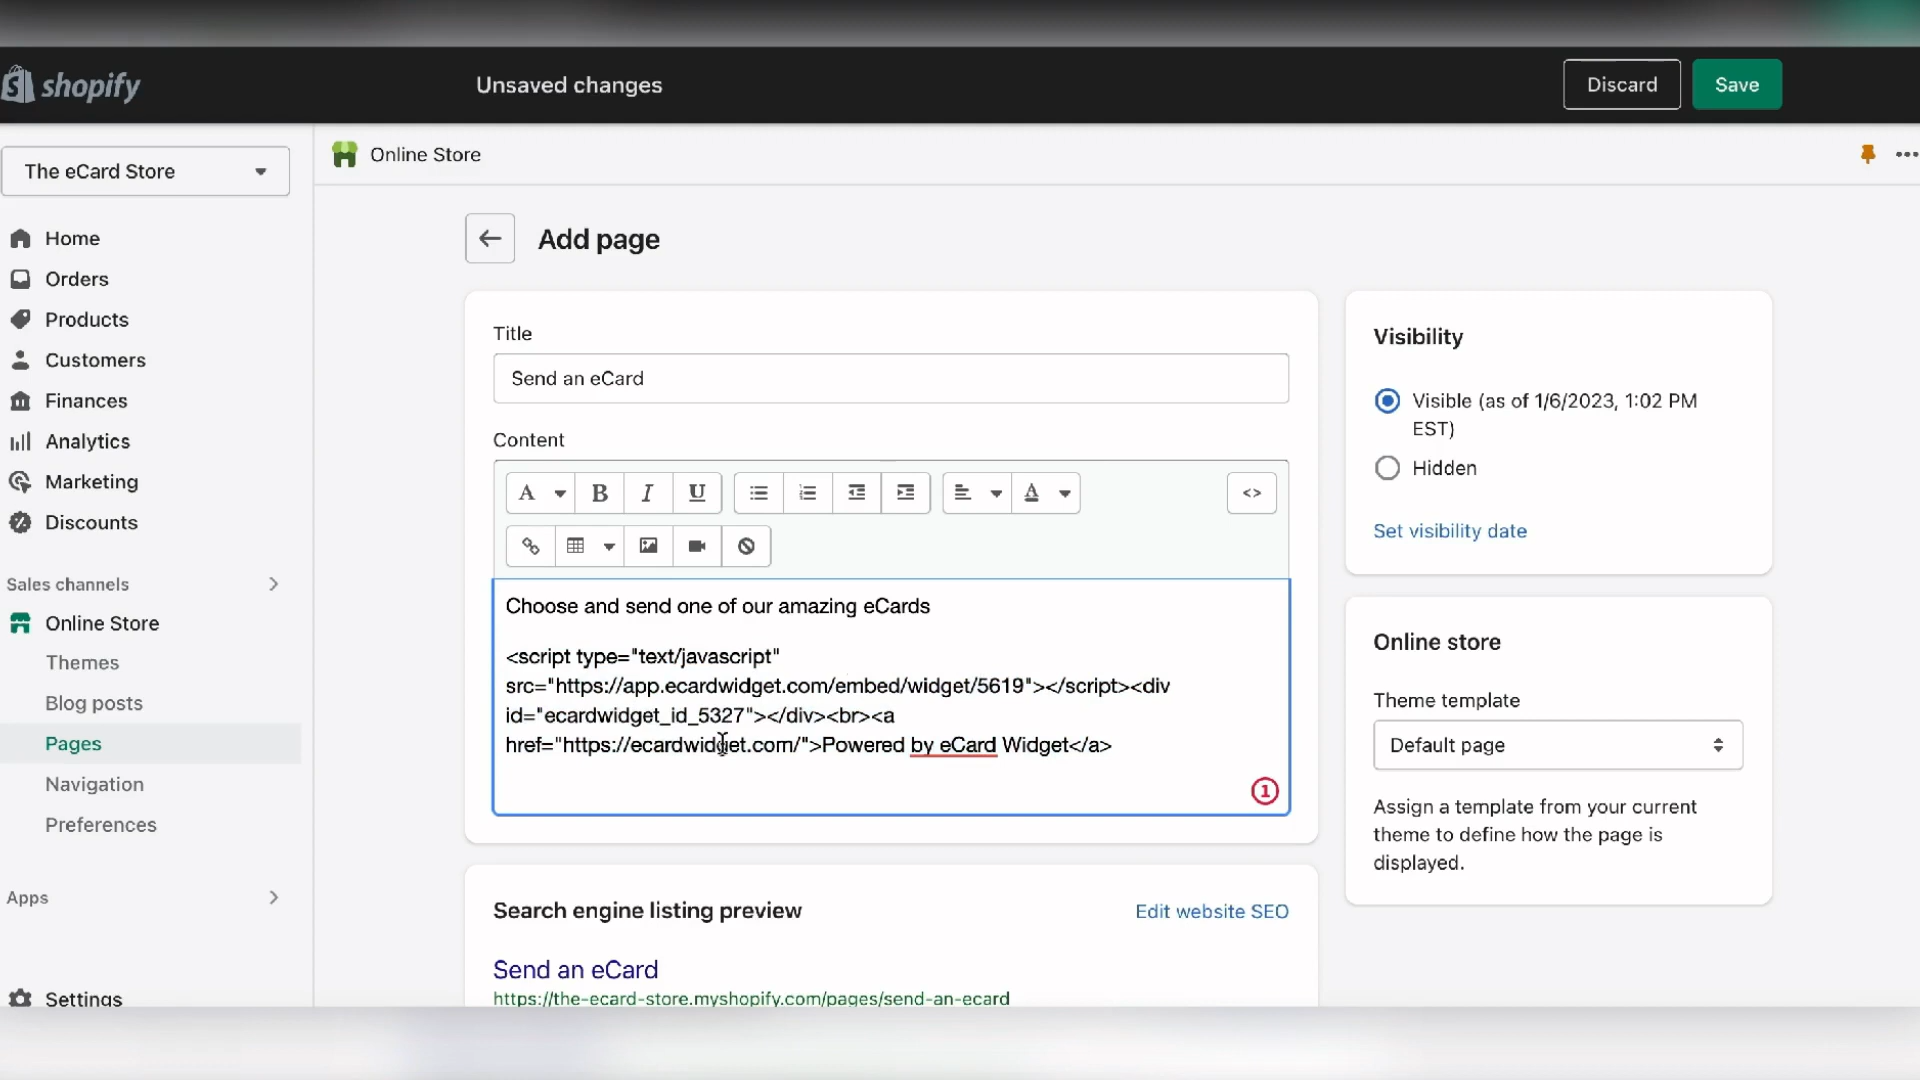 shopify
Unsaved changes
Discard
Save
The eCard Store
Online Store
Home
Orders
Products
Customers
Finances
Analytics
Marketing
Discounts
Sales channels
Online Store
Themes
Blog posts
Pages
Navigation
Preferences
Apps
Settings
Add page
Title
Send an eCard
Content
A
B
I
U
A
<>
Choose and send one of our amazing eCards
<script type="text/javascript"
src="https://app.ecardwidget.com/embed/widget/5619"></script><div
id="ecardwidget_id_5327"></div><br><a
href="https://ecardwidget.com/">Powered by eCard Widget</a>
1
Search engine listing preview
Edit website SEO
Send an eCard
https://the-ecard-store.myshopify.com/pages/send-an-ecard
Visibility
Visible (as of 1/6/2023, 1:02 PM
EST)
Hidden
Set visibility date
Online store
Theme template
Default page
Assign a template from your current
theme to define how the page is
displayed.